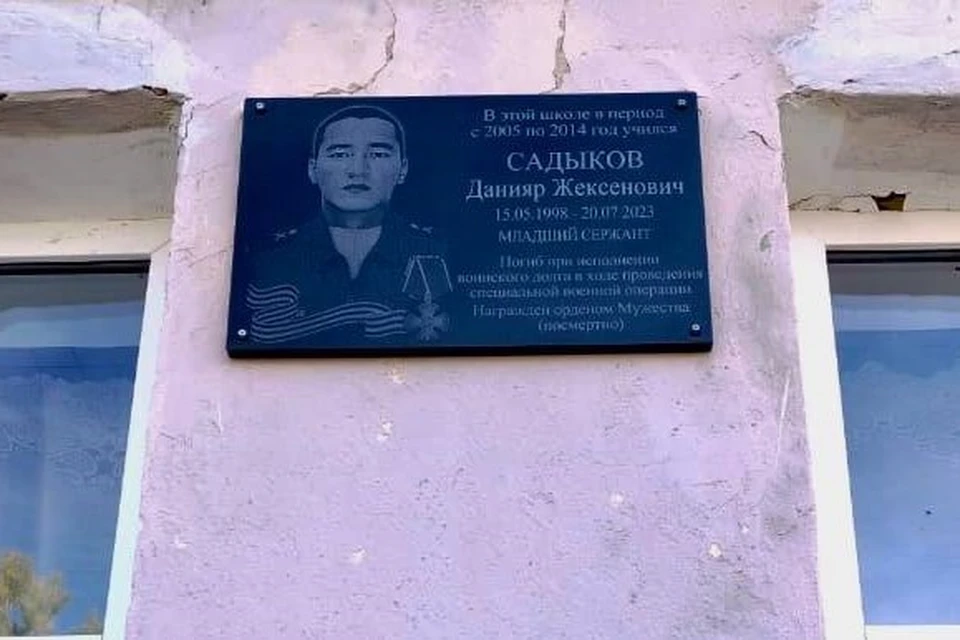 В этой школе в период
с 2005 по 2014 год учился
САДЫКОВ
Данияр Жексенович
15.05.1998 - 20.07.2023
МЛАДШИЙ СЕРЖАНТ
Погиб при исполнении
воинского долга в ходе проведения
специальной военной операции.
Награжден орденом Мужества
(посмертно)